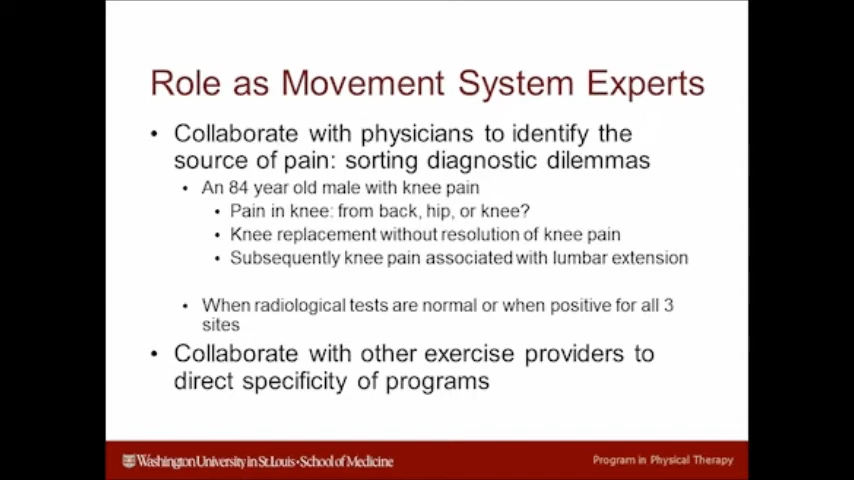 Role as Movement System Experts
• Collaborate with physicians to identify the
source of pain: sorting diagnostic dilemmas
• An 84 year old male with knee pain
• Pain in knee: from back, hip, or knee?
• Knee replacement without resolution of knee pain
• Subsequently knee pain associated with lumbar extension
• When radiological tests are normal or when positive for all 3
sites
• Collaborate with other exercise providers to
direct specificity of programs
Washington University in St. Louis • School of Medicine
Program in Physical Therapy